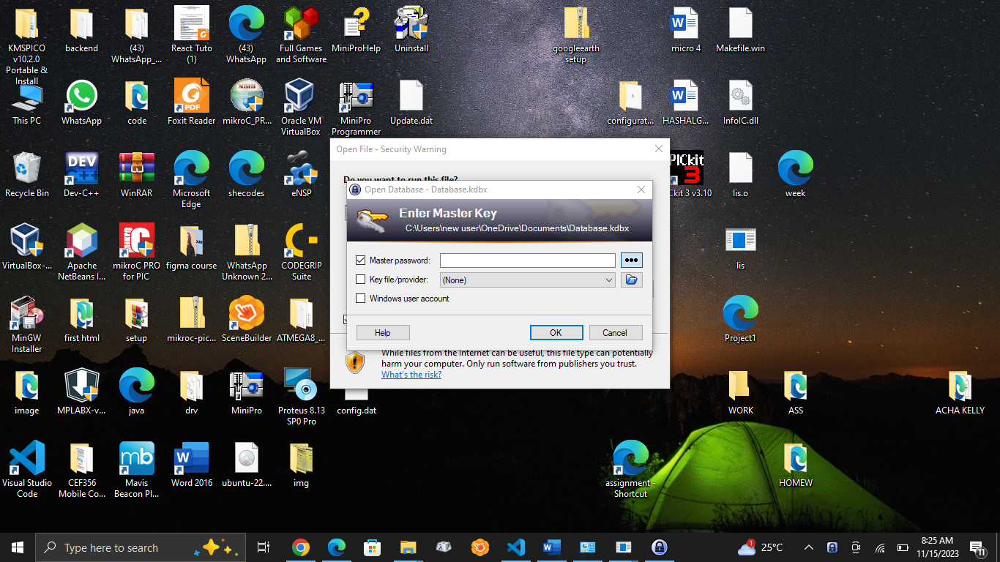 KMSPICO
v10.2.0
Portable &
Install
backend
(43)
WhatsApp_...
React Tuto
(1)
(43)
WhatsApp
Full Games
and Software
MiniProHelp
Uninstall
googleearth
setup
micro 4
Makefile.win
This PC
WhatsApp
code
PDF
Foxit Reader
NSIS
mikroC_PR...
Oracle VM
VirtualBox
MiniPro
Programmer
Update.dat
configurat...
HASHALG...
InfoIC.dll
Recycle Bin
DEV
C++
Dev-C++
WinRAR
Microsoft
Edge
shecodes
eNSP
PICkit
3
Ckit 3 v3.10
lis.o
week
VirtualBox-...
Apache
NetBeans I...
mikroC PRO
for PIC
figma course
WhatsApp
Unknown 2...
CODEGRIP
Suite
lis
MinGW
Installer
first html
setup
mikroc-pic...
SceneBuilder
ATMEGA8_...
Project1
image
MPLABX-v...
java
drv
MiniPro
Proteus 8.13
SP0 Pro
config.dat
WORK
ASS
ACHA KELLY
Visual Studio
Code
CEF356
Mobile Co...
mb
Mavis
Beacon Pl...
Word 2016
ubuntu-22....
img
assignment -
Shortcut
HOMEW
Open File - Security Warning
Do you want to run this file?
Open Database - Database.kdbx
Enter Master Key
C:\Users\new user\OneDrive\Documents\Database.kdbx
Master password:
Key file/provider:
(None)
Windows user account
Help
OK
Cancel
While files from the Internet can be useful, this file type can potentially
harm your computer. Only run software from publishers you trust.
What's the risk?
Type here to search
1
25°C
8:25 AM
11/15/2023
11